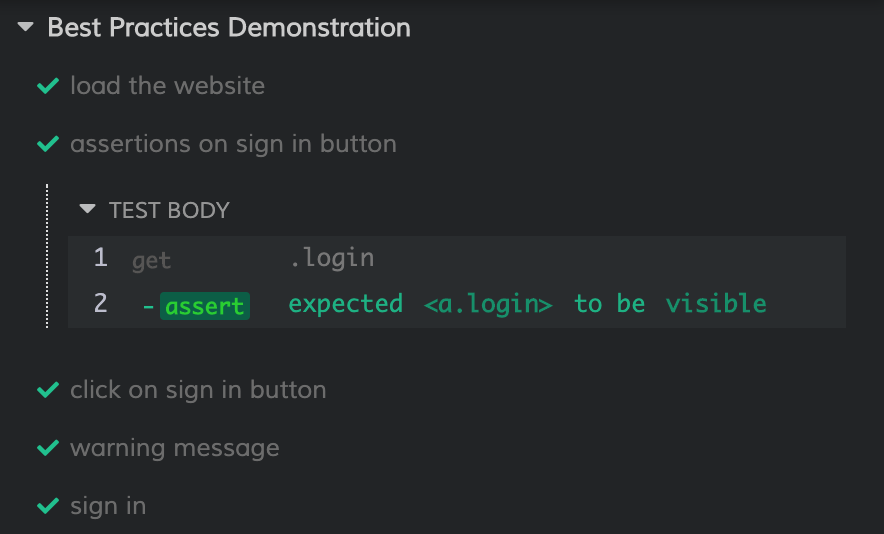 Best Practices Demonstration
load the website
assertions on sign in button
TEST BODY
1 get .login
2 -assert expected <a.login> to be visible
click on sign in button
warning message
sign in